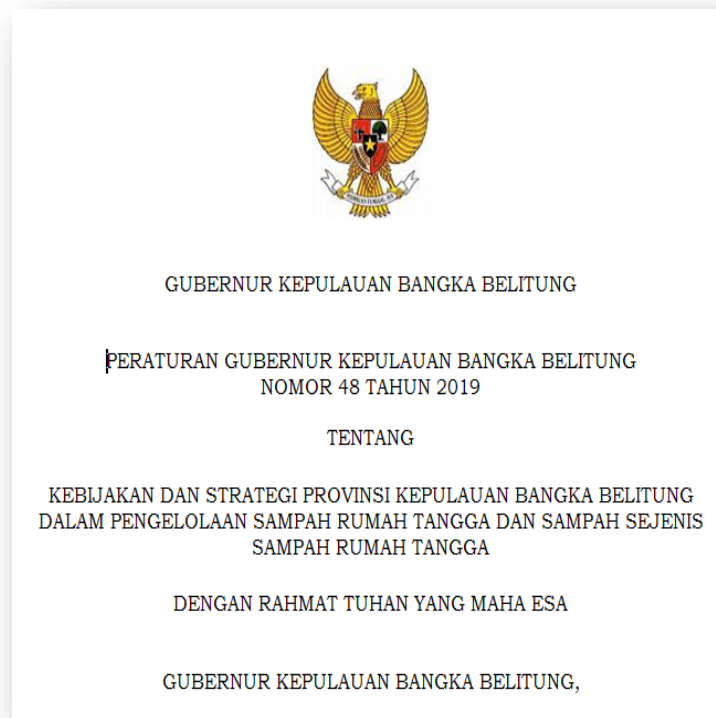 GUBERNUR KEPULAUAN BANGKA BELITUNG
PERATURAN GUBERNUR KEPULAUAN BANGKA BELITUNG
NOMOR 48 TAHUN 2019
TENTANG
KEBIJAKAN DAN STRATEGI PROVINSI KEPULAUAN BANGKA BELITUNG
DALAM PENGELOLAAN SAMPAH RUMAH TANGGA DAN SAMPAH SEJENIS
SAMPAH RUMAH TANGGA
DENGAN RAHMAT TUHAN YANG MAHA ESA
GUBERNUR KEPULAUAN BANGKA BELITUNG,